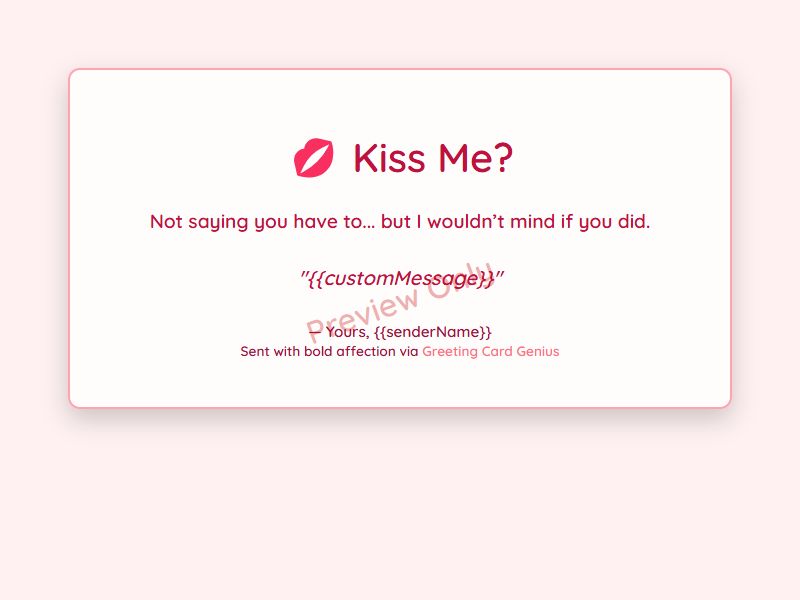 Kiss Me?
Not saying you have to... but I wouldn’t mind if you did.
"{{customMessage}}"
Preview Only
— Yours, {{senderName}}
Sent with bold affection via Greeting Card Genius